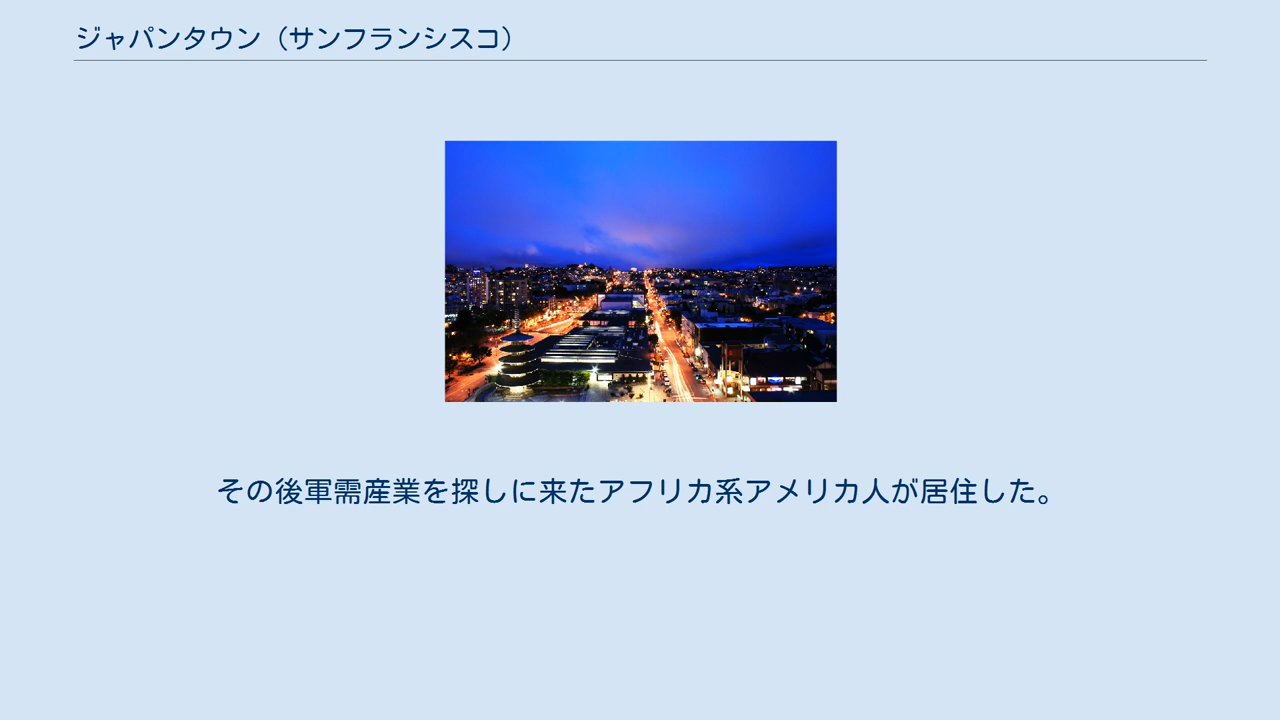 ジャパンタウン（サンフランシスコ）
その後軍需産業を探しに来たアフリカ系アメリカ人が居住した。